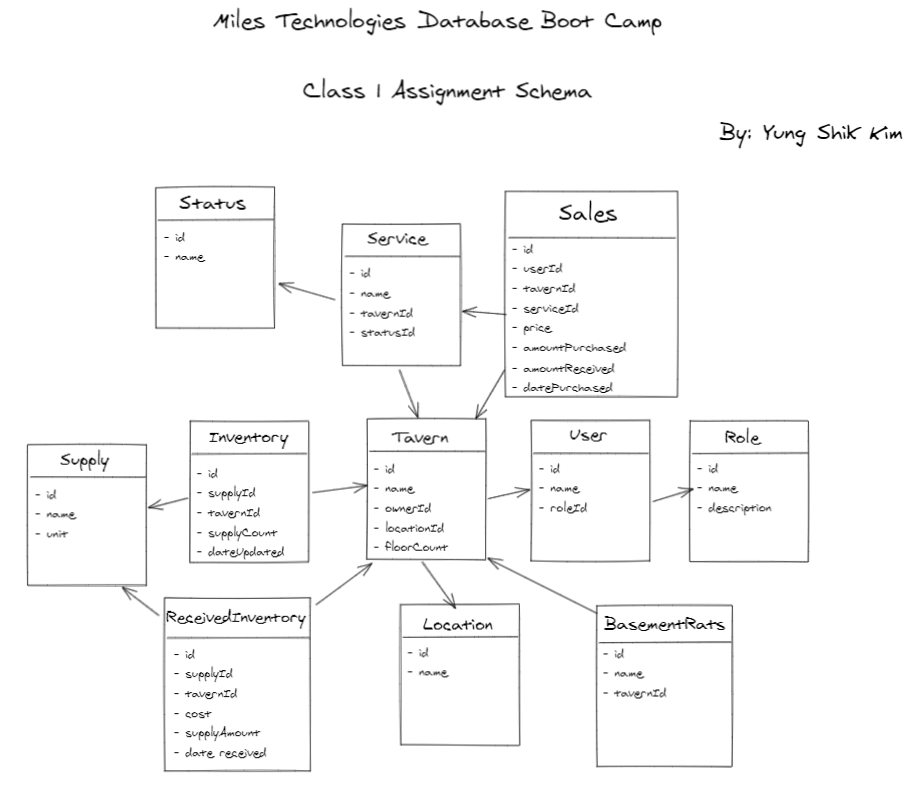 Miles Technologies Database Boot Camp
Class 1 Assignment Schema
By: Yung Shik Kim
Status
- id
- name
Service
- id
- name
- tavernId
- statusId
Sales
- id
- userId
- tavernId
- serviceId
- price
- amountPurchased
- amountReceived
- datePurchased
Supply
- id
- name
- unit
Inventory
- id
- supplyId
- tavernId
- supplyCount
- dateUpdated
Tavern
- id
- name
- ownerId
- locationId
- floorCount
User
- id
- name
- roleId
Role
- id
- name
- description
ReceivedInventory
- id
- supplyId
- tavernId
- cost
- supplyAmount
- date received
Location
- id
- name
BasementRats
- id
- name
- tavernId